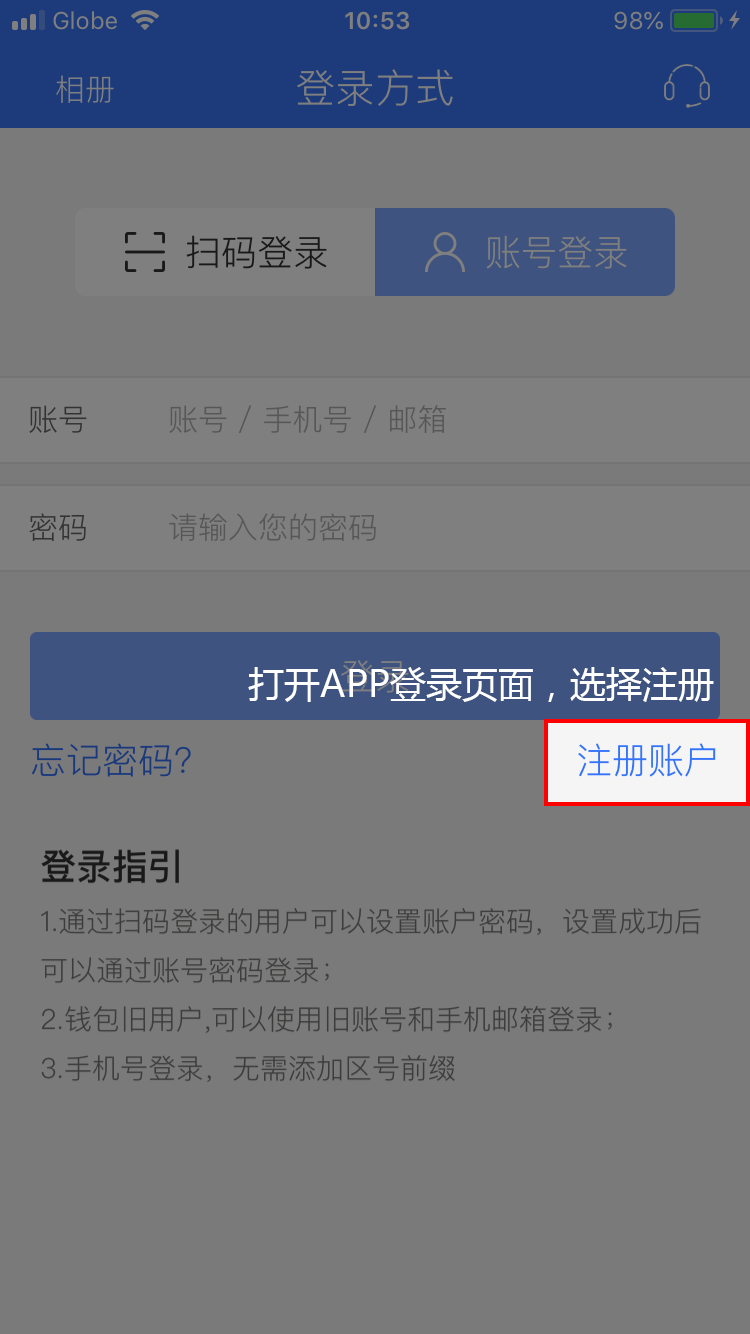 Globe 10:53 98%
相册 登录方式
扫码登录 账号登录
账号 账号 / 手机号 / 邮箱
密码 请输入您的密码
登录
打开APP登录页面，选择注册
忘记密码? 注册账户
登录指引
1.通过扫码登录的用户可以设置账户密码，设置成功后
可以通过账号密码登录；
2.钱包旧用户,可以使用旧账号和手机邮箱登录；
3.手机号登录，无需添加区号前缀